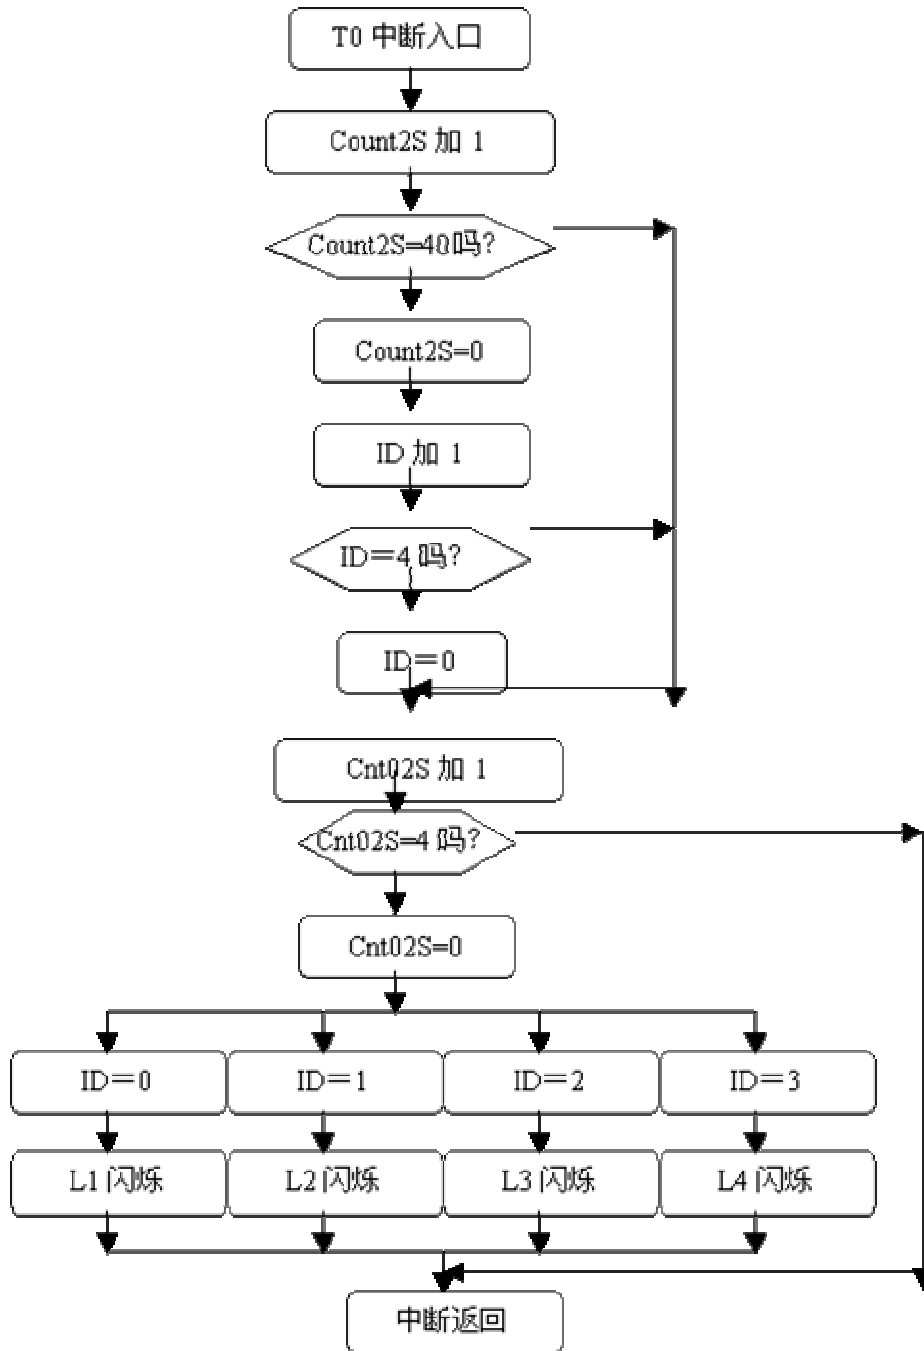 T0 中断入口
Count2S 加 1
Count2S=40吗?
Count2S=0
ID 加 1
ID=4 吗?
ID=0
Cnt02S 加 1
Cnt02S=4 吗?
Cnt02S=0
ID=0
ID=1
ID=2
ID=3
L1 闪烁
L2 闪烁
L3 闪烁
L4 闪烁
中断返回